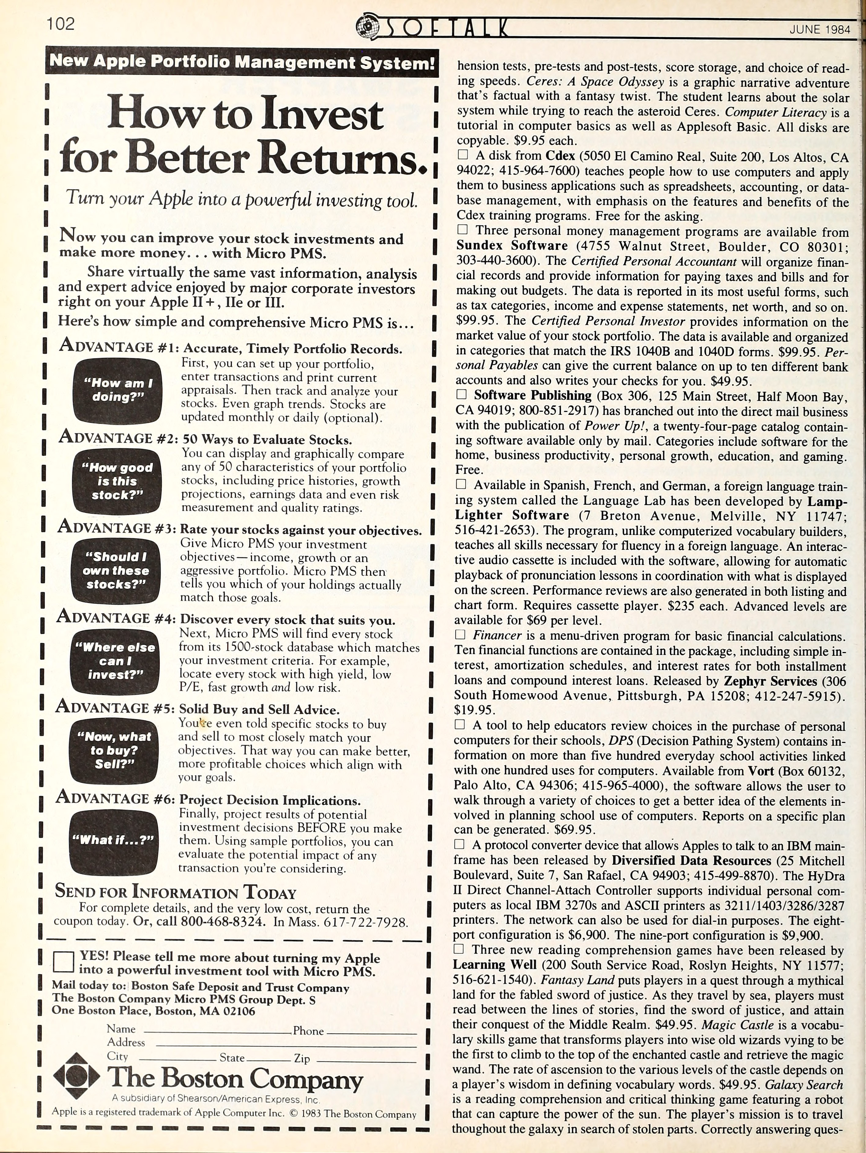 102
SOFTALK
JUNE 1984
New Apple Portfolio Management System!
How to Invest
for Better Returns.
Turn your Apple into a powerful investing tool.
Now you can improve your stock investments and
make more money. . . with Micro PMS.
Share virtually the same vast information, analysis
and expert advice enjoyed by major corporate investors
right on your Apple II+, IIe or III.
Here's how simple and comprehensive Micro PMS is...
ADVANTAGE #1: Accurate, Timely Portfolio Records.
"How am I
doing?"
First, you can set up your portfolio,
enter transactions and print current
appraisals. Then track and analyze your
stocks. Even graph trends. Stocks are
updated monthly or daily (optional).
ADVANTAGE #2: 50 Ways to Evaluate Stocks.
"How good
is this
stock?"
You can display and graphically compare
any of 50 characteristics of your portfolio
stocks, including price histories, growth
projections, earnings data and even risk
measurement and quality ratings.
ADVANTAGE #3: Rate your stocks against your objectives.
"Should I
own these
stocks?"
Give Micro PMS your investment
objectives—income, growth or an
aggressive portfolio. Micro PMS then
tells you which of your holdings actually
match those goals.
ADVANTAGE #4: Discover every stock that suits you.
"Where else
can I
invest?"
Next, Micro PMS will find every stock
from its 1500-stock database which matches
your investment criteria. For example,
locate every stock with high yield, low
P/E, fast growth and low risk.
ADVANTAGE #5: Solid Buy and Sell Advice.
"Now, what
to buy?
Sell?"
You're even told specific stocks to buy
and sell to most closely match your
objectives. That way you can make better,
more profitable choices which align with
your goals.
ADVANTAGE #6: Project Decision Implications.
"What if...?"
Finally, project results of potential
investment decisions BEFORE you make
them. Using sample portfolios, you can
evaluate the potential impact of any
transaction you're considering.
SEND FOR INFORMATION TODAY
For complete details, and the very low cost, return the
coupon today. Or, call 800-468-8324. In Mass. 617-722-7928.
YES! Please tell me more about turning my Apple
into a powerful investment tool with Micro PMS.
Mail today to: Boston Safe Deposit and Trust Company
The Boston Company Micro PMS Group Dept. S
One Boston Place, Boston, MA 02106
Name Phone
Address
City State Zip
The Boston Company
A subsidiary of Shearson/American Express, Inc.
Apple is a registered trademark of Apple Computer Inc. © 1983 The Boston Company
hension tests, pre-tests and post-tests, score storage, and choice of read-
ing speeds. Ceres: A Space Odyssey is a graphic narrative adventure
that's factual with a fantasy twist. The student learns about the solar
system while trying to reach the asteroid Ceres. Computer Literacy is a
tutorial in computer basics as well as Applesoft Basic. All disks are
copyable. $9.95 each.
□ A disk from Cdex (5050 El Camino Real, Suite 200, Los Altos, CA
94022; 415-964-7600) teaches people how to use computers and apply
them to business applications such as spreadsheets, accounting, or data-
base management, with emphasis on the features and benefits of the
Cdex training programs. Free for the asking.
□ Three personal money management programs are available from
Sundex Software (4755 Walnut Street, Boulder, CO 80301;
303-440-3600). The Certified Personal Accountant will organize finan-
cial records and provide information for paying taxes and bills and for
making out budgets. The data is reported in its most useful forms, such
as tax categories, income and expense statements, net worth, and so on.
$99.95. The Certified Personal Investor provides information on the
market value of your stock portfolio. The data is available and organized
in categories that match the IRS 1040B and 1040D forms. $99.95. Per-
sonal Payables can give the current balance on up to ten different bank
accounts and also writes your checks for you. $49.95.
□ Software Publishing (Box 306, 125 Main Street, Half Moon Bay,
CA 94019; 800-851-2917) has branched out into the direct mail business
with the publication of Power Up!, a twenty-four-page catalog contain-
ing software available only by mail. Categories include software for the
home, business productivity, personal growth, education, and gaming.
Free.
□ Available in Spanish, French, and German, a foreign language train-
ing system called the Language Lab has been developed by Lamp-
Lighter Software (7 Breton Avenue, Melville, NY 11747;
516-421-2653). The program, unlike computerized vocabulary builders,
teaches all skills necessary for fluency in a foreign language. An interac-
tive audio cassette is included with the software, allowing for automatic
playback of pronunciation lessons in coordination with what is displayed
on the screen. Performance reviews are also generated in both listing and
chart form. Requires cassette player. $235 each. Advanced levels are
available for $69 per level.
□ Financer is a menu-driven program for basic financial calculations.
Ten financial functions are contained in the package, including simple in-
terest, amortization schedules, and interest rates for both installment
loans and compound interest loans. Released by Zephyr Services (306
South Homewood Avenue, Pittsburgh, PA 15208; 412-247-5915).
$19.95.
□ A tool to help educators review choices in the purchase of personal
computers for their schools, DPS (Decision Pathing System) contains in-
formation on more than five hundred everyday school activities linked
with one hundred uses for computers. Available from Vort (Box 60132,
Palo Alto, CA 94306; 415-965-4000), the software allows the user to
walk through a variety of choices to get a better idea of the elements in-
volved in planning school use of computers. Reports on a specific plan
can be generated. $69.95.
□ A protocol converter device that allows Apples to talk to an IBM main-
frame has been released by Diversified Data Resources (25 Mitchell
Boulevard, Suite 7, San Rafael, CA 94903; 415-499-8870). The HyDra
II Direct Channel-Attach Controller supports individual personal com-
puters as local IBM 3270s and ASCII printers as 3211/1403/3286/3287
printers. The network can also be used for dial-in purposes. The eight-
port configuration is $6,900. The nine-port configuration is $9,900.
□ Three new reading comprehension games have been released by
Learning Well (200 South Service Road, Roslyn Heights, NY 11577;
516-621-1540). Fantasy Land puts players in a quest through a mythical
land for the fabled sword of justice. As they travel by sea, players must
read between the lines of stories, find the sword of justice, and attain
their conquest of the Middle Realm. $49.95. Magic Castle is a vocabu-
lary skills game that transforms players into wise old wizards vying to be
the first to climb to the top of the enchanted castle and retrieve the magic
wand. The rate of ascension to the various levels of the castle depends on
a player's wisdom in defining vocabulary words. $49.95. Galaxy Search
is a reading comprehension and critical thinking game featuring a robot
that can capture the power of the sun. The player's mission is to travel
thoughout the galaxy in search of stolen parts. Correctly answering ques-